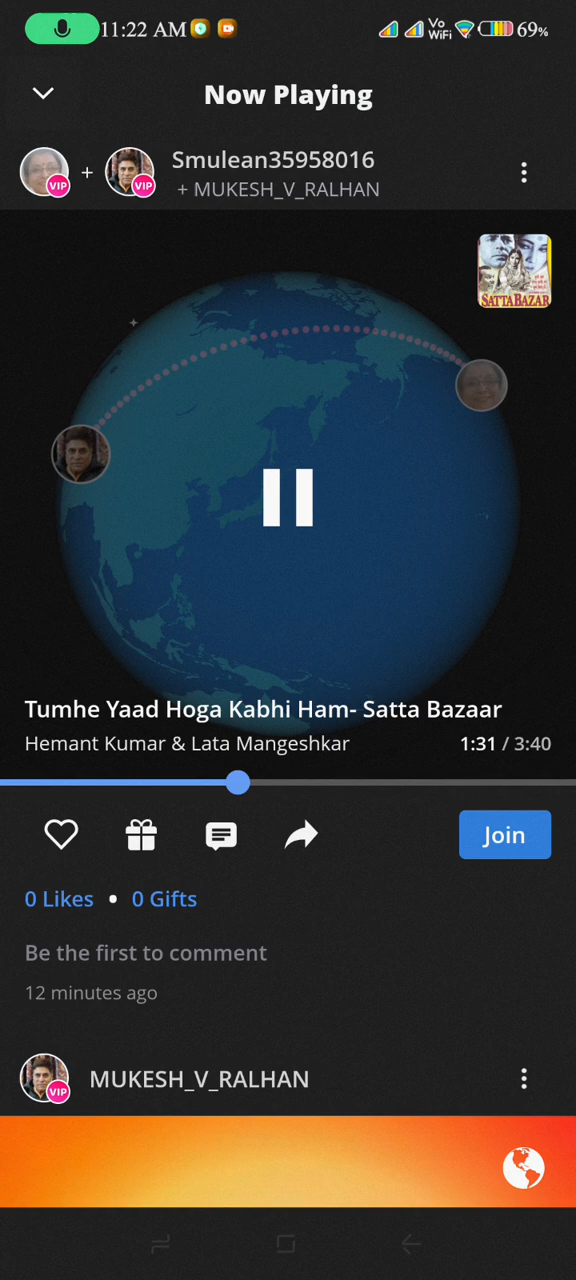 11:22 AM
Vo
WiFi
69%
Now Playing
Smulean35958016
VIP + VIP
+ MUKESH_V_RALHAN
SATTA BAZAR
Tumhe Yaad Hoga Kabhi Ham- Satta Bazaar
Hemant Kumar & Lata Mangeshkar
1:31 / 3:40
Join
0 Likes • 0 Gifts
Be the first to comment
12 minutes ago
VIP
MUKESH_V_RALHAN